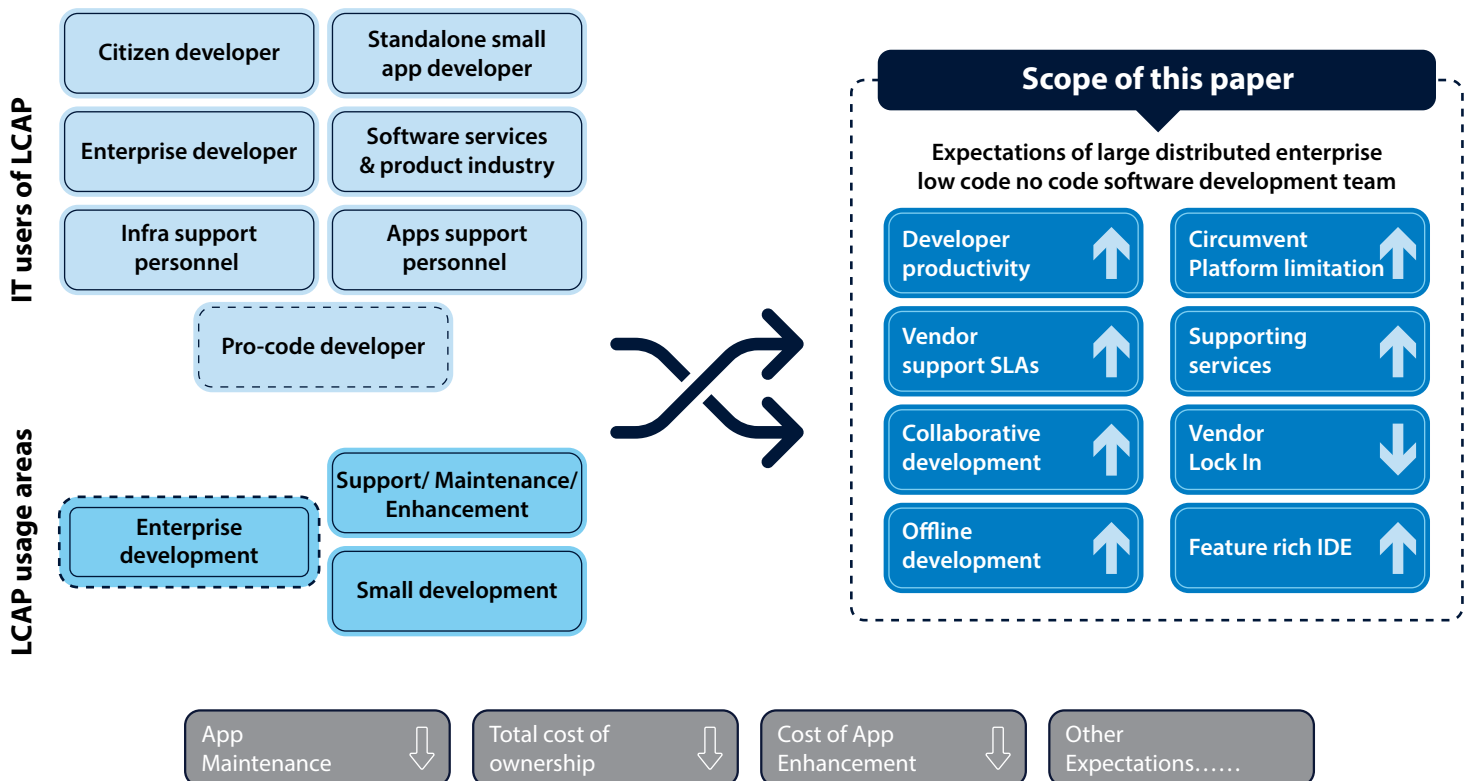 IT users of LCAP
Citizen developer
Standalone small
app developer
Enterprise developer
Software services
& product industry
Infra support
personnel
Apps support
personnel
Pro-code developer
LCAP usage areas
Enterprise
development
Support/ Maintenance/
Enhancement
Small development
Scope of this paper
Expectations of large distributed enterprise
low code no code software development team
Developer
productivity
Circumvent
Platform limitation
Vendor
support SLAs
Supporting
services
Collaborative
development
Vendor
Lock In
Offline
development
Feature rich IDE
App
Maintenance
Total cost of
ownership
Cost of App
Enhancement
Other
Expectations......